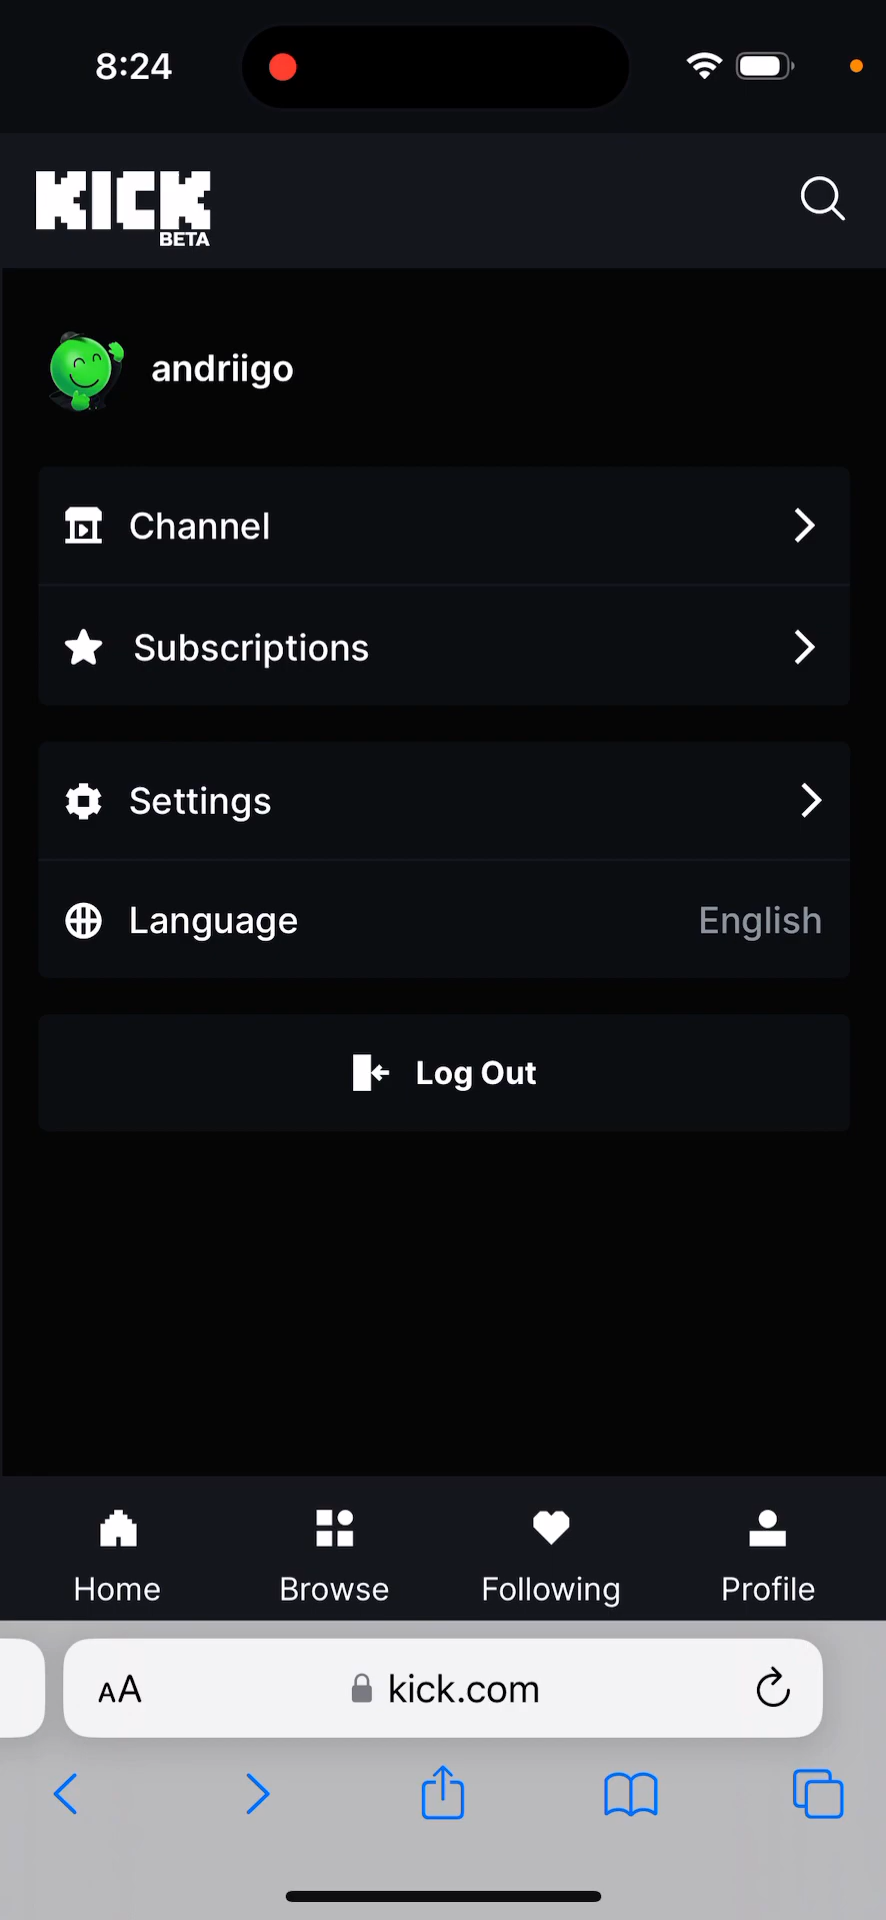 8:24
KICK
BETA
andriigo
Channel
Subscriptions
Settings
Language English
Log Out
Home Browse Following Profile
AA kick.com